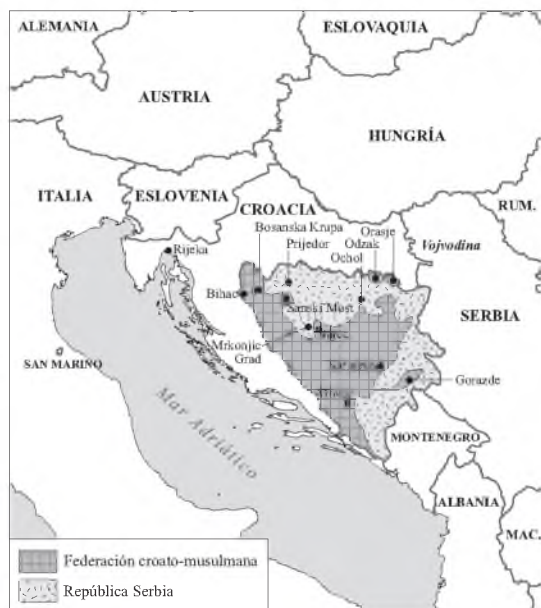 ALEMANIA
ESLOVAQUIA
AUSTRIA
HUNGRÍA
ITALIA
ESLOVENIA
CROACIA
RUM.
Bosanska Krupa
Orasje
Prijedor
Odzak
Ochol
Vojvodina
Rijeka
Bihac
Sanski Most
SERBIA
Mrkonjic-
Grad
SAN MARINO
Gorazde
Mar Adriático
MONTENEGRO
ALBANIA
MAC.
Federación croato-musulmana
República Serbia